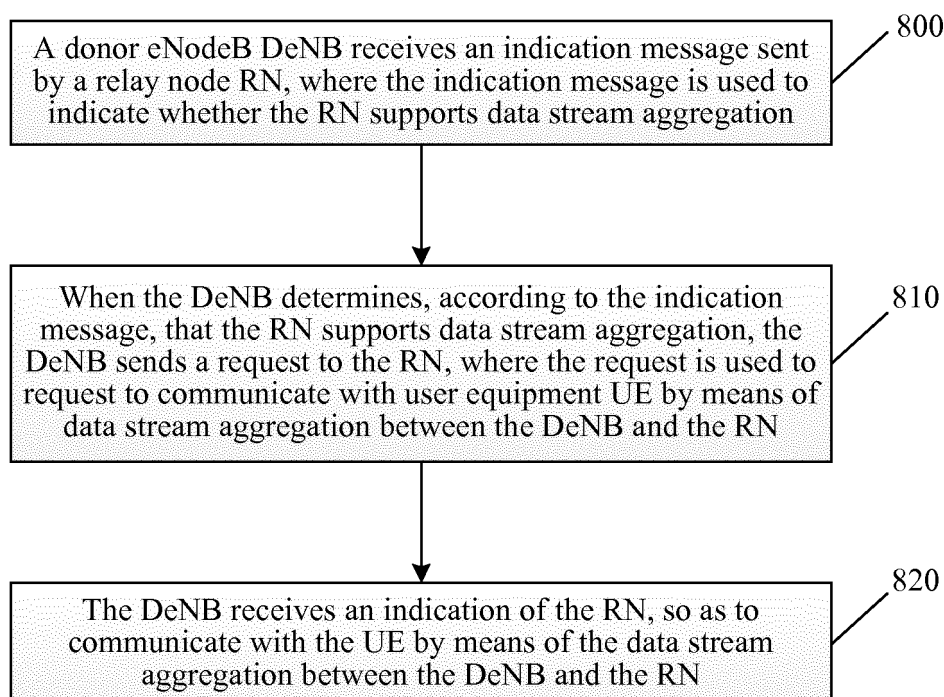 800
A donor eNodeB DeNB receives an indication message sent
by a relay node RN, where the indication message is used to
indicate whether the RN supports data stream aggregation
810
When the DeNB determines, according to the indication
message, that the RN supports data stream aggregation, the
DeNB sends a request to the RN, where the request is used to
request to communicate with user equipment UE by means of
data stream aggregation between the DeNB and the RN
820
The DeNB receives an indication of the RN, so as to
communicate with the UE by means of the data stream
aggregation between the DeNB and the RN